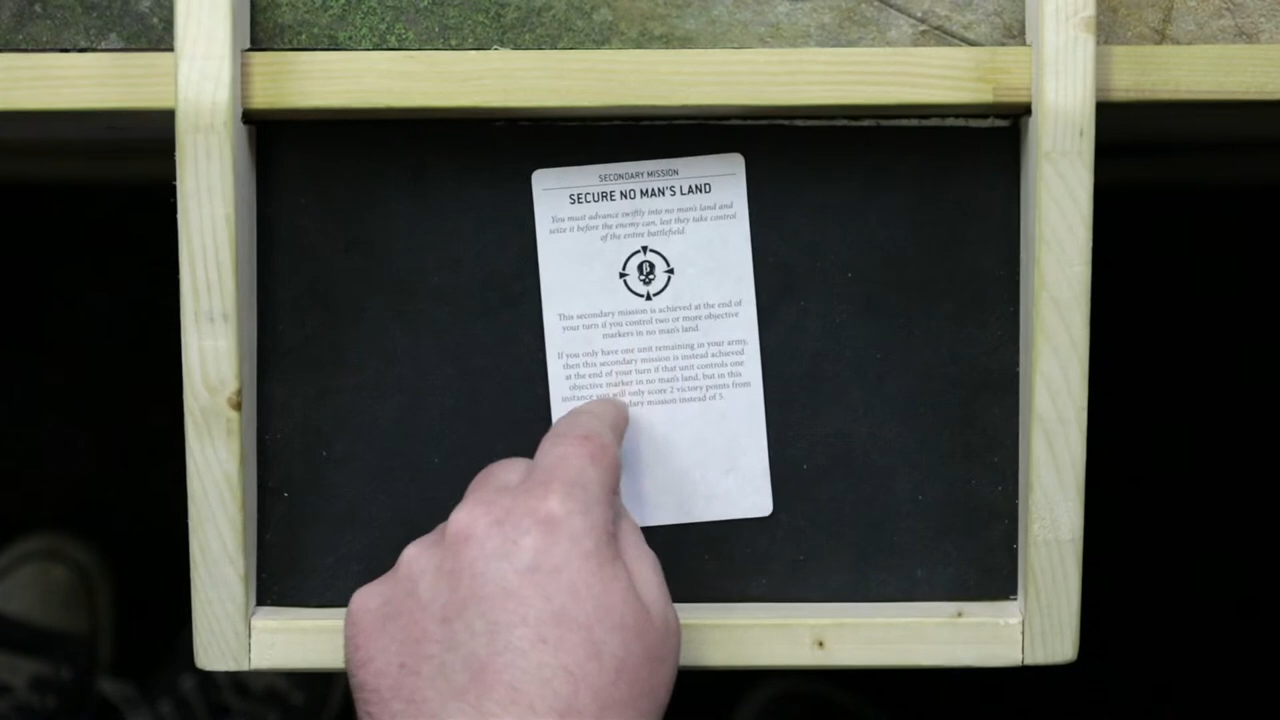 SECONDARY MISSION
SECURE NO MAN'S LAND
You must advance swiftly into no man's land and
seize it before the enemy can, lest they take control
of the entire battlefield.
This secondary mission is achieved at the end of
your turn if you control two or more objective
markers in no man's land.
If you only have one unit remaining in your army,
then this secondary mission is instead achieved
at the end of your turn if that unit controls one
objective marker in no man's land, but in this
instance you will only score 2 victory points from
mission instead of 5.